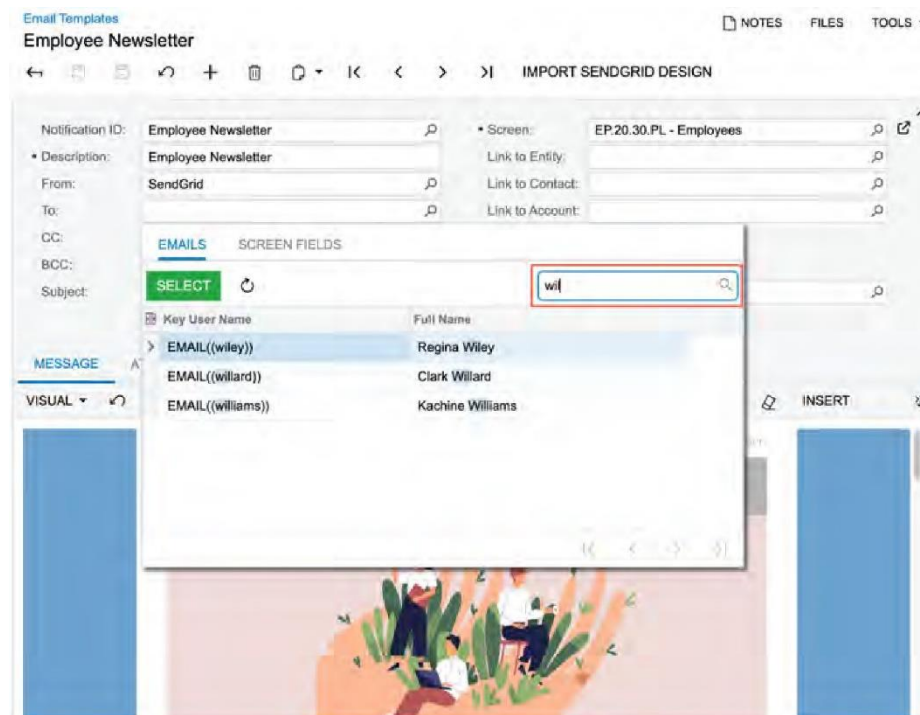 Email Templates
Employee Newsletter
NOTES FILES TOOLS
IMPORT SENDGRID DESIGN
Notification ID: Employee Newsletter
• Screen: EP.20.30.PL - Employees
• Description: Employee Newsletter
Link to Entity:
From: SendGrid
Link to Contact:
To:
Link to Account:
CC:
BCC:
Subject:
EMAILS SCREEN FIELDS
SELECT
wil
Key User Name Full Name
EMAIL((wiley)) Regina Wiley
EMAIL((willard)) Clark Willard
EMAIL((williams)) Kachine Williams
MESSAGE
VISUAL
INSERT